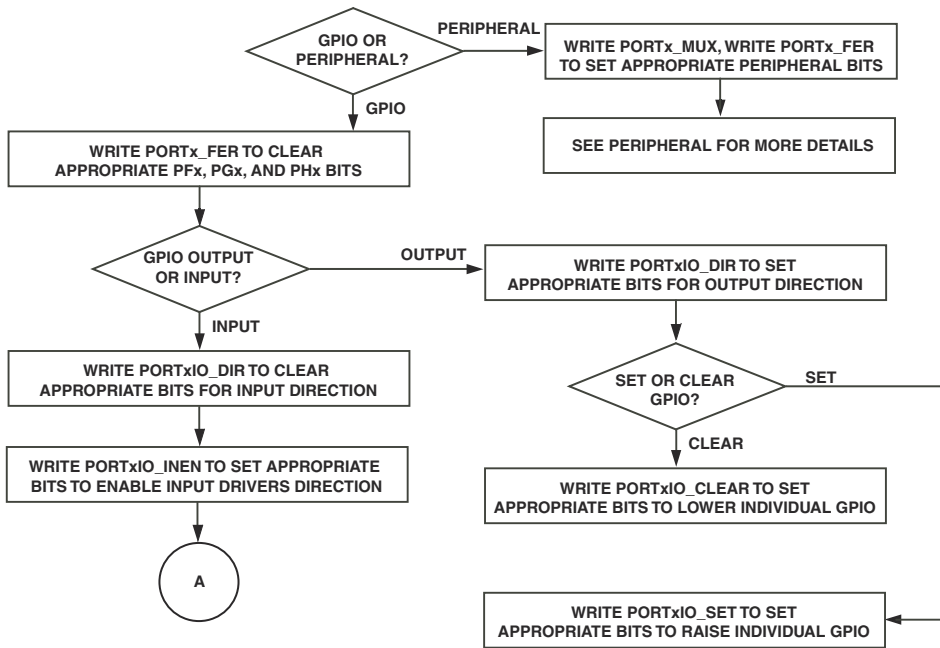 GPIO OR
PERIPHERAL?
PERIPHERAL
WRITE PORTx_MUX, WRITE PORTx_FER
TO SET APPROPRIATE PERIPHERAL BITS
SEE PERIPHERAL FOR MORE DETAILS
GPIO
WRITE PORTx_FER TO CLEAR
APPROPRIATE PFx, PGx, AND PHx BITS
GPIO OUTPUT
OR INPUT?
OUTPUT
WRITE PORTxIO_DIR TO SET
APPROPRIATE BITS FOR OUTPUT DIRECTION
INPUT
WRITE PORTxIO_DIR TO CLEAR
APPROPRIATE BITS FOR INPUT DIRECTION
SET OR CLEAR
GPIO?
SET
CLEAR
WRITE PORTxIO_INEN TO SET APPROPRIATE
BITS TO ENABLE INPUT DRIVERS DIRECTION
WRITE PORTxIO_CLEAR TO SET
APPROPRIATE BITS TO LOWER INDIVIDUAL GPIO
A
WRITE PORTxIO_SET TO SET
APPROPRIATE BITS TO RAISE INDIVIDUAL GPIO